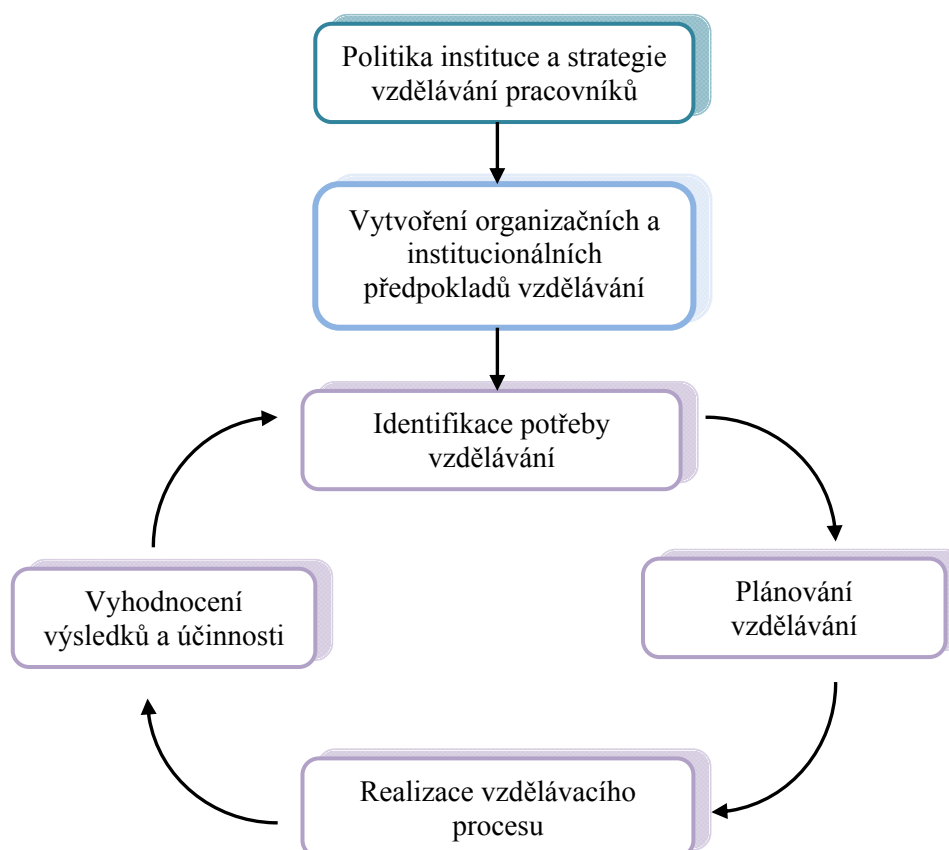 Politika instituce a strategie
vzdělávání pracovníků
Vytvoření organizačních a
institucionálních
předpokladů vzdělávání
Identifikace potřeby
vzdělávání
Vyhodnocení
výsledků a účinnosti
Plánování
vzdělávání
Realizace vzdělávacího
procesu